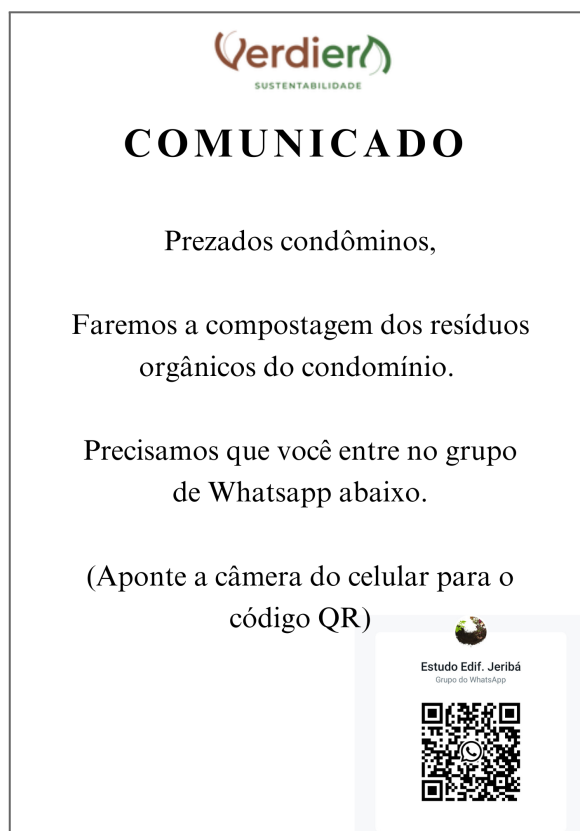 Verdiera
SUSTENTABILIDADE
COMUNICADO
Prezados condôminos,
Faremos a compostagem dos resíduos
orgânicos do condomínio.
Precisamos que você entre no grupo
de Whatsapp abaixo.
(Aponte a câmera do celular para o
código QR)
Estudo Edif. Jeribá
Grupo do WhatsApp